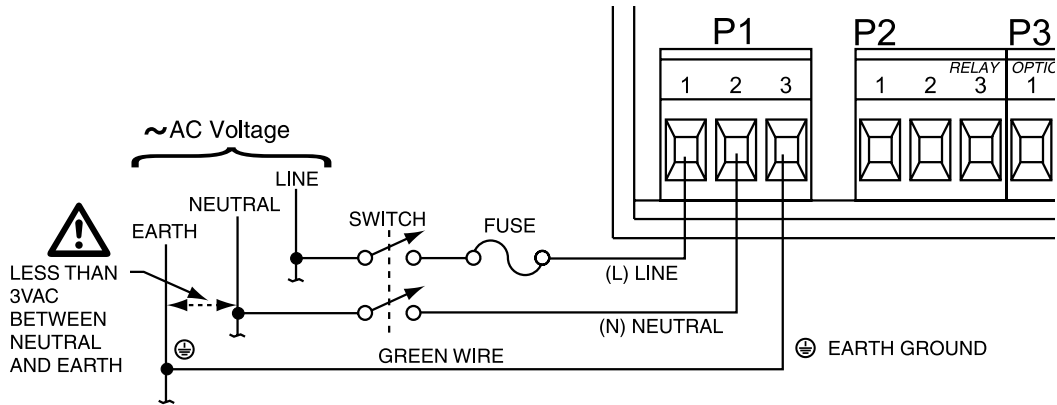 P1
P2
P3
RELAY
OPTIO
1 2 3
1 2 3
1
~AC Voltage
LINE
NEUTRAL
EARTH
SWITCH
FUSE
LESS THAN
3VAC
BETWEEN
NEUTRAL
AND EARTH
(L) LINE
(N) NEUTRAL
GREEN WIRE
EARTH GROUND